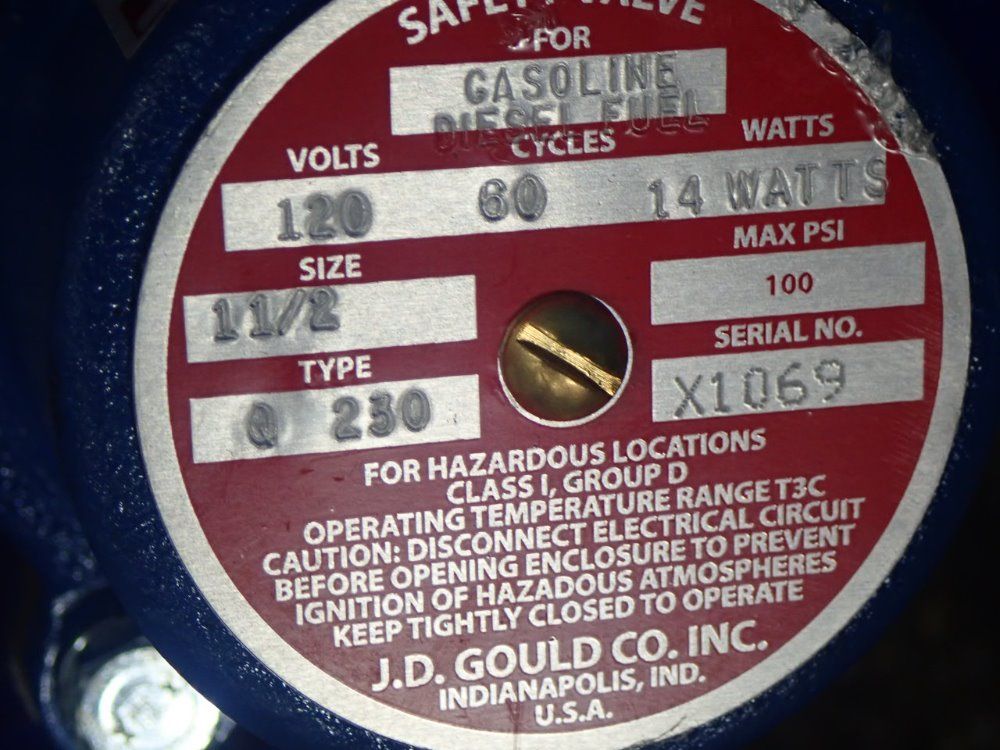 SAFETY VALVE
FOR
GASOLINE
DIESEL FUEL
VOLTS CYCLES WATTS
120 60 14 WATTS
SIZE MAX PSI
1 1/2 100
TYPE SERIAL NO.
Q 230 X1069
FOR HAZARDOUS LOCATIONS
CLASS I, GROUP D
OPERATING TEMPERATURE RANGE T3C
CAUTION: DISCONNECT ELECTRICAL CIRCUIT
BEFORE OPENING ENCLOSURE TO PREVENT
IGNITION OF HAZADOUS ATMOSPHERES
KEEP TIGHTLY CLOSED TO OPERATE
J.D. GOULD CO. INC.
INDIANAPOLIS, IND.
U.S.A.